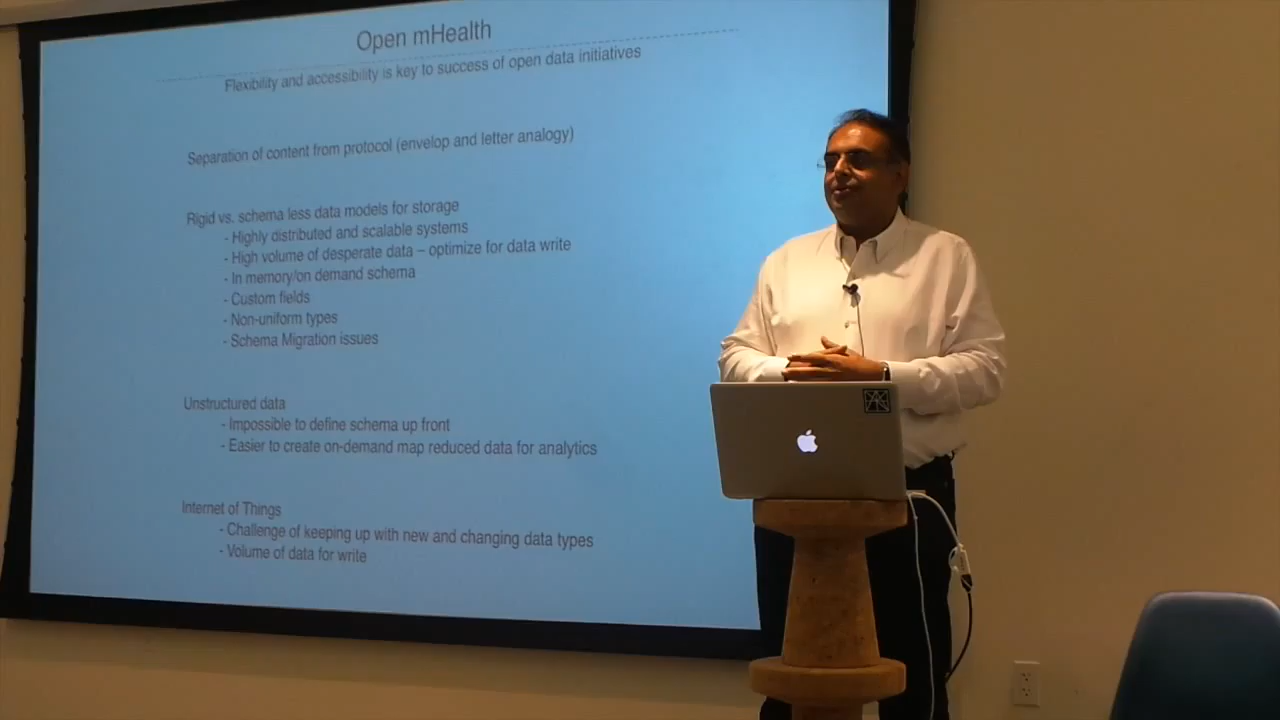 Open mHealth
Flexibility and accessibility is key to success of open data initiatives
Separation of content from protocol (envelop and letter analogy)
Rigid vs. schema less data models for storage
- Highly distributed and scalable systems
- High volume of desperate data – optimize for data write
- In memory/on demand schema
- Custom fields
- Non-uniform types
- Schema Migration issues
Unstructured data
- Impossible to define schema up front
- Easier to create on-demand map reduced data for analytics
Internet of Things
- Challenge of keeping up with new and changing data types
- Volume of data for write